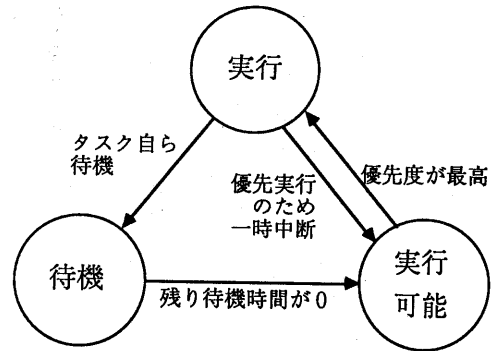 実行
タスク自ら
待機
優先実行
のため
一時中断
優先度が最高
待機
残り待機時間が0
実行
可能